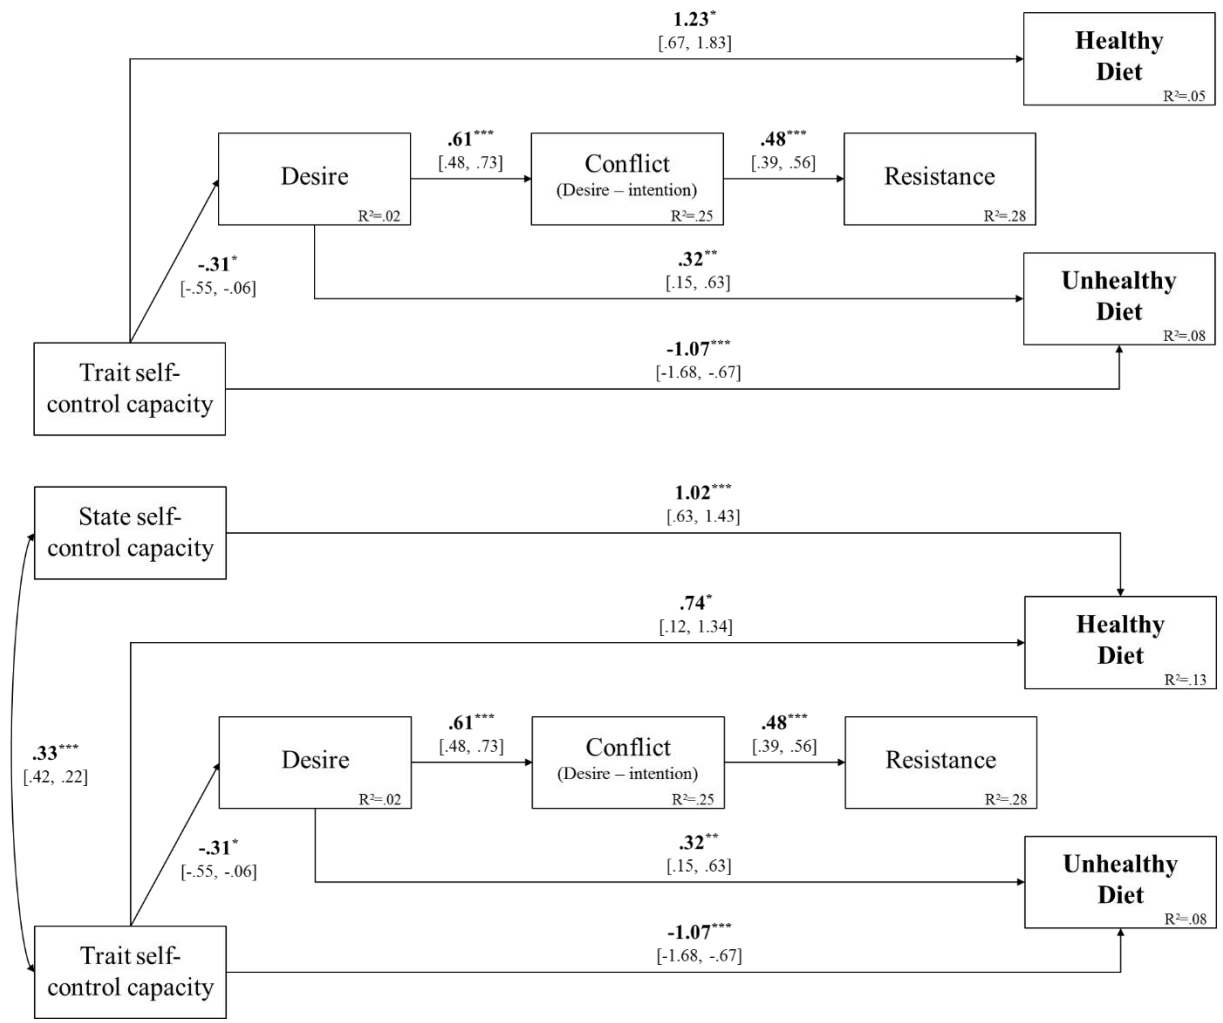 1.23*
[.67, 1.83]
Healthy
Diet
R²=.05
Desire
R²=.02
.61***
[.48, .73]
Conflict
(Desire – intention)
R²=.25
.48***
[.39, .56]
Resistance
R²=.28
-.31*
[-.55, -.06]
.32**
[.15, .63]
Unhealthy
Diet
R²=.08
-1.07***
[-1.68, -.67]
Trait self-
control capacity
State self-
control capacity
1.02***
[.63, 1.43]
.74*
[.12, 1.34]
Healthy
Diet
R²=.13
.33***
[.42, .22]
Desire
R²=.02
.61***
[.48, .73]
Conflict
(Desire – intention)
R²=.25
.48***
[.39, .56]
Resistance
R²=.28
-.31*
[-.55, -.06]
.32**
[.15, .63]
Unhealthy
Diet
R²=.08
-1.07***
[-1.68, -.67]
Trait self-
control capacity